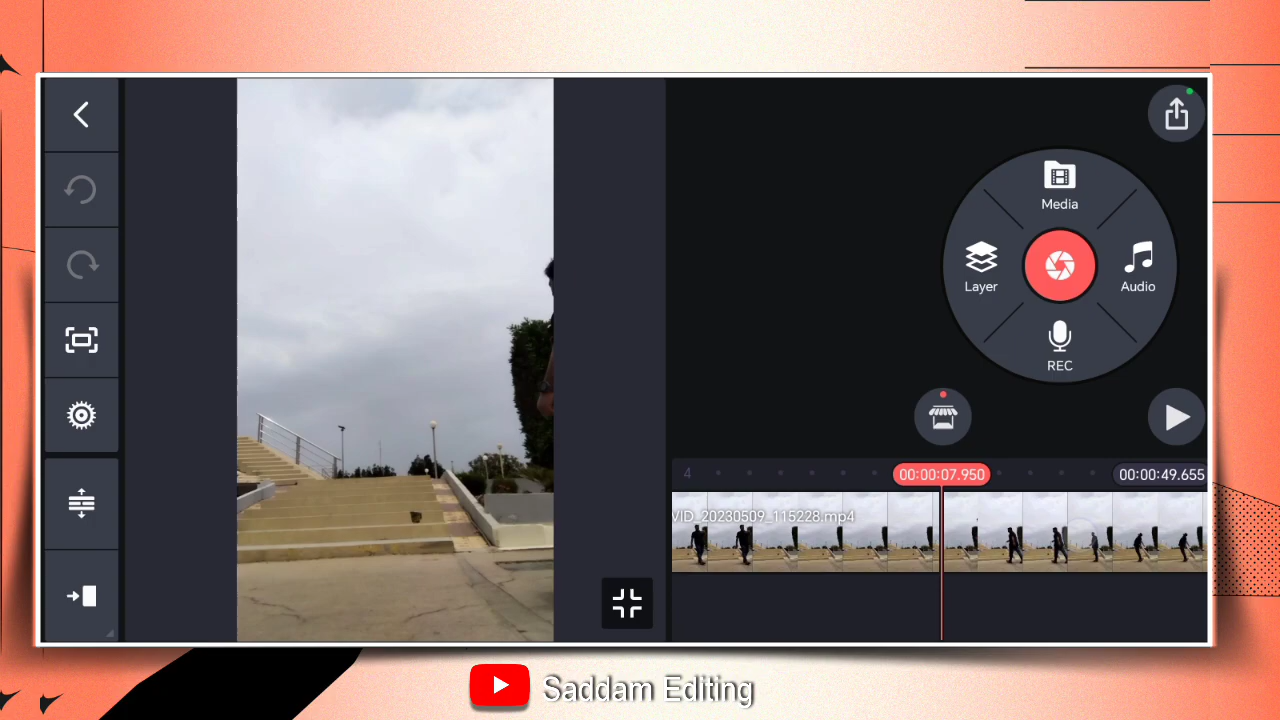 Media
Layer
Audio
REC
4
00:00:07.950
00:00:49.655
VID_20230509_115228.mp4
Saddam Editing